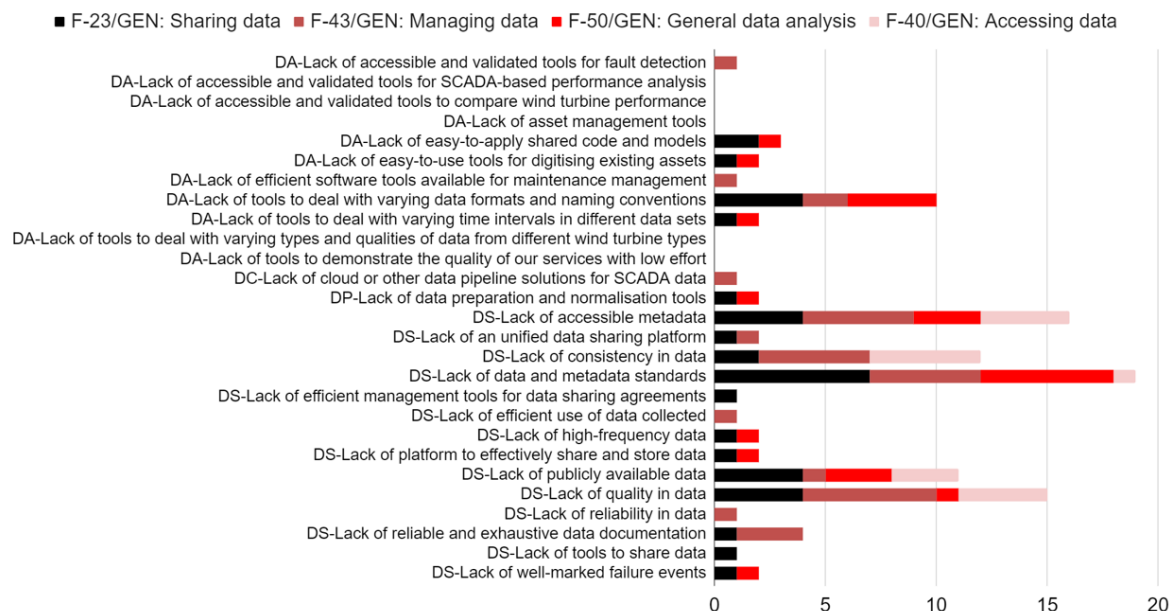 F-23/GEN: Sharing data F-43/GEN: Managing data F-50/GEN: General data analysis F-40/GEN: Accessing data
DA-Lack of accessible and validated tools for fault detection
DA-Lack of accessible and validated tools for SCADA-based performance analysis
DA-Lack of accessible and validated tools to compare wind turbine performance
DA-Lack of asset management tools
DA-Lack of easy-to-apply shared code and models
DA-Lack of easy-to-use tools for digitising existing assets
DA-Lack of efficient software tools available for maintenance management
DA-Lack of tools to deal with varying data formats and naming conventions
DA-Lack of tools to deal with varying time intervals in different data sets
DA-Lack of tools to deal with varying types and qualities of data from different wind turbine types
DA-Lack of tools to demonstrate the quality of our services with low effort
DC-Lack of cloud or other data pipeline solutions for SCADA data
DP-Lack of data preparation and normalisation tools
DS-Lack of accessible metadata
DS-Lack of an unified data sharing platform
DS-Lack of consistency in data
DS-Lack of data and metadata standards
DS-Lack of efficient management tools for data sharing agreements
DS-Lack of efficient use of data collected
DS-Lack of high-frequency data
DS-Lack of platform to effectively share and store data
DS-Lack of publicly available data
DS-Lack of quality in data
DS-Lack of reliability in data
DS-Lack of reliable and exhaustive data documentation
DS-Lack of tools to share data
DS-Lack of well-marked failure events
0 5 10 15 20